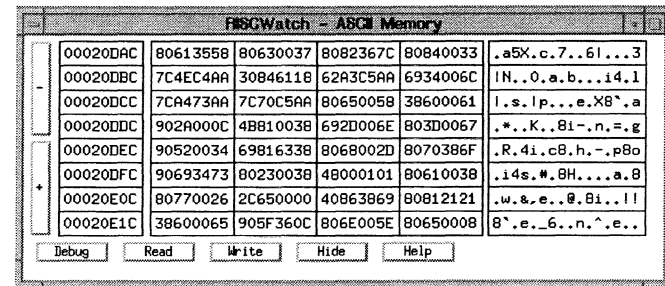 RISCWatch - ASCII Memory
00020DAC 80613558 80630037 8082367C 80840033 .a5X.c.7..6|...3
00020DBC 7C4EC4AA 30846118 62A3C5AA 6934006C |N..0.a.b...i4.l
00020DCC 7CA473AA 7C70C5AA 80650058 38600061 |.s.|p...e.X8`.a
00020DDC 902A000C 4B810038 692D006E 803D0067 .*..K..8i-.n.=.g
00020DEC 90520034 69816338 8068002D 8070386F .R.4i.c8.h.-.p8o
00020DFC 90693473 80230038 48000101 80610038 .i4s.#.8H....a.8
00020E0C 80770026 2C650000 40863869 80812121 .w.&,e..@.8i..!!
00020E1C 38600065 905F360C 806E005E 80650008 8`.e._6..n.^.e..
- +
Debug Read Write Hide Help